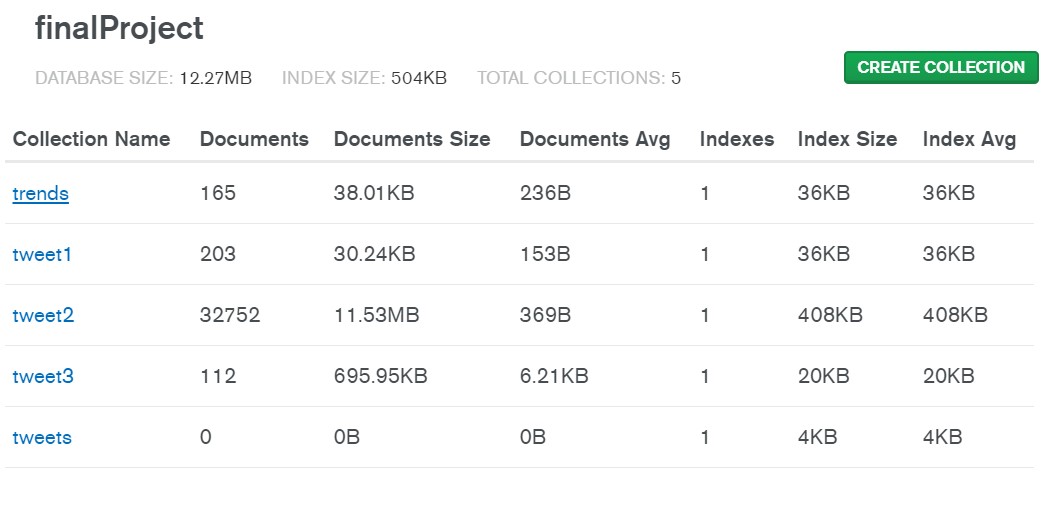 finalProject
DATABASE SIZE: 12.27MB INDEX SIZE: 504KB TOTAL COLLECTIONS: 5
CREATE COLLECTION
Collection Name Documents Documents Size Documents Avg Indexes Index Size Index Avg
trends 165 38.01KB 236B 1 36KB 36KB
tweet1 203 30.24KB 153B 1 36KB 36KB
tweet2 32752 11.53MB 369B 1 408KB 408KB
tweet3 112 695.95KB 6.21KB 1 20KB 20KB
tweets 0 0B 0B 1 4KB 4KB